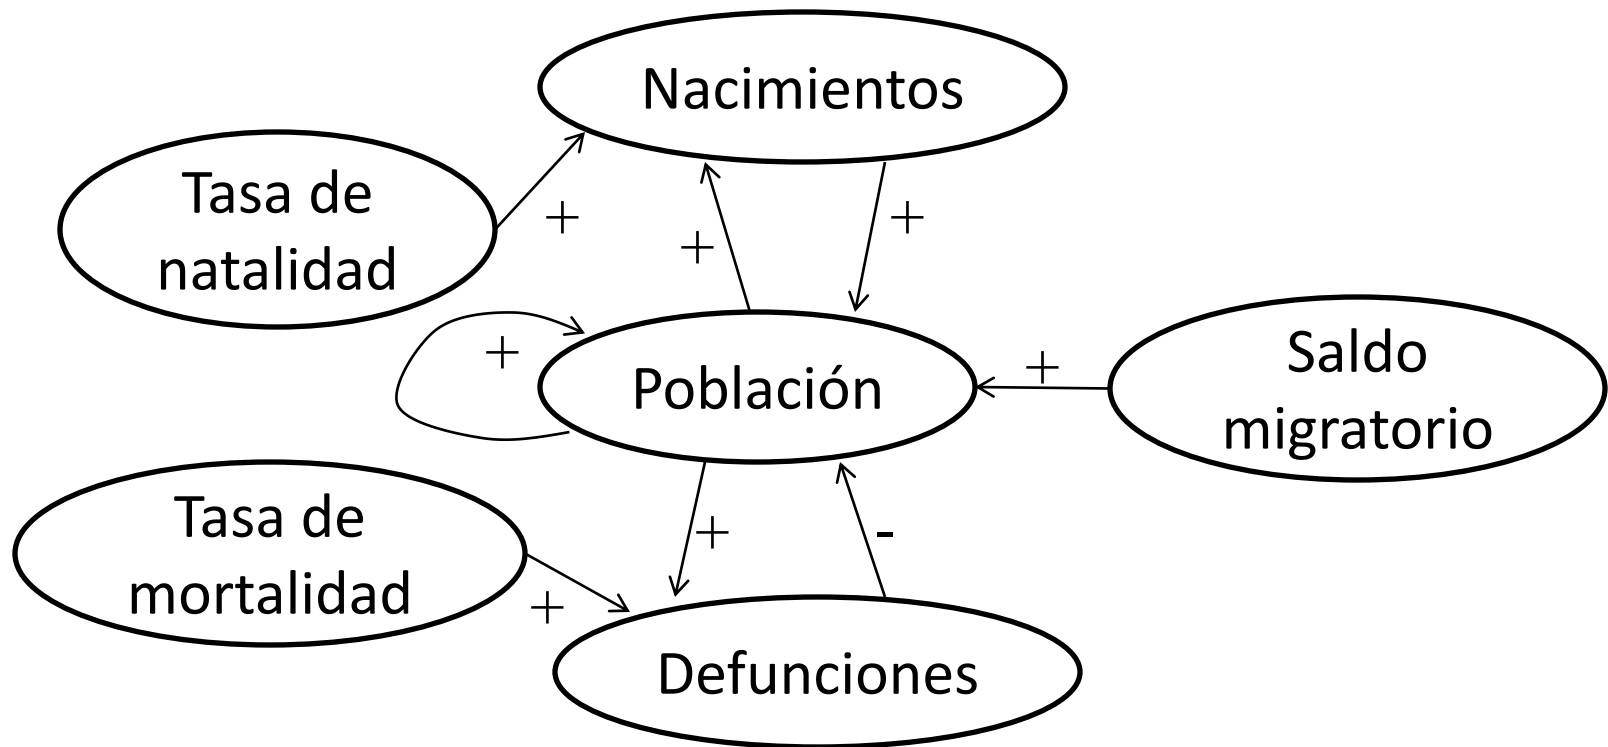 Nacimientos
Tasa de
natalidad
+
+
+
+
Población
+
Saldo
migratorio
Tasa de
mortalidad
+
+
-
Defunciones